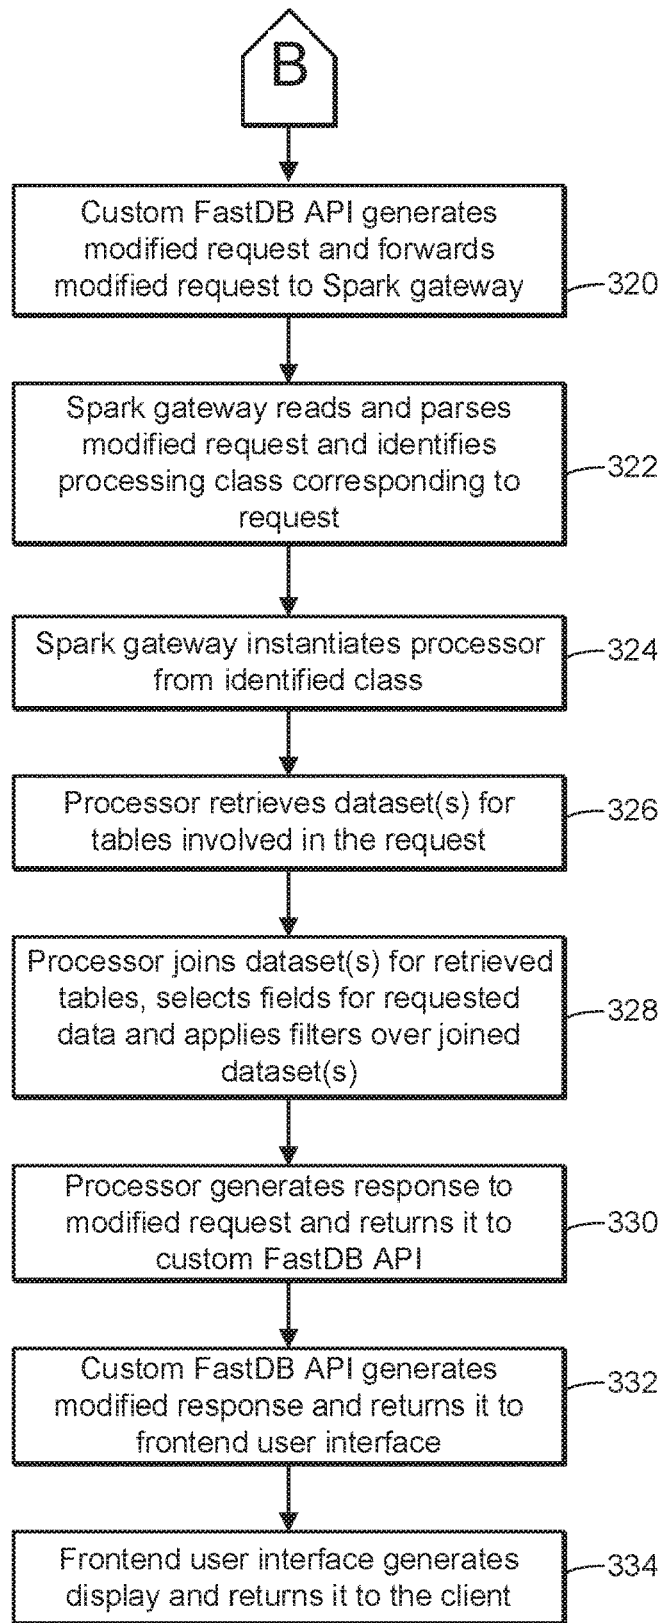 B
Custom FastDB API generates
modified request and forwards
modified request to Spark gateway
320
Spark gateway reads and parses
modified request and identifies
processing class corresponding to
request
322
Spark gateway instantiates processor
from identified class
324
Processor retrieves dataset(s) for
tables involved in the request
326
Processor joins dataset(s) for retrieved
tables, selects fields for requested
data and applies filters over joined
dataset(s)
328
Processor generates response to
modified request and returns it to
custom FastDB API
330
Custom FastDB API generates
modified response and returns it to
frontend user interface
332
Frontend user interface generates
display and returns it to the client
334